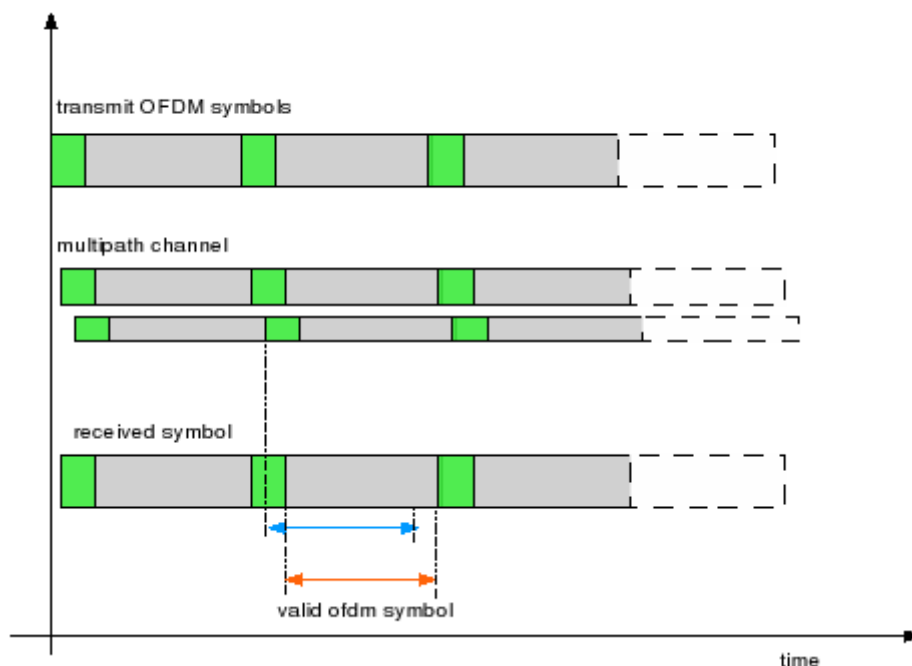 transmit OFDM symbols
multipath channel
received symbol
valid ofdm symbol
time